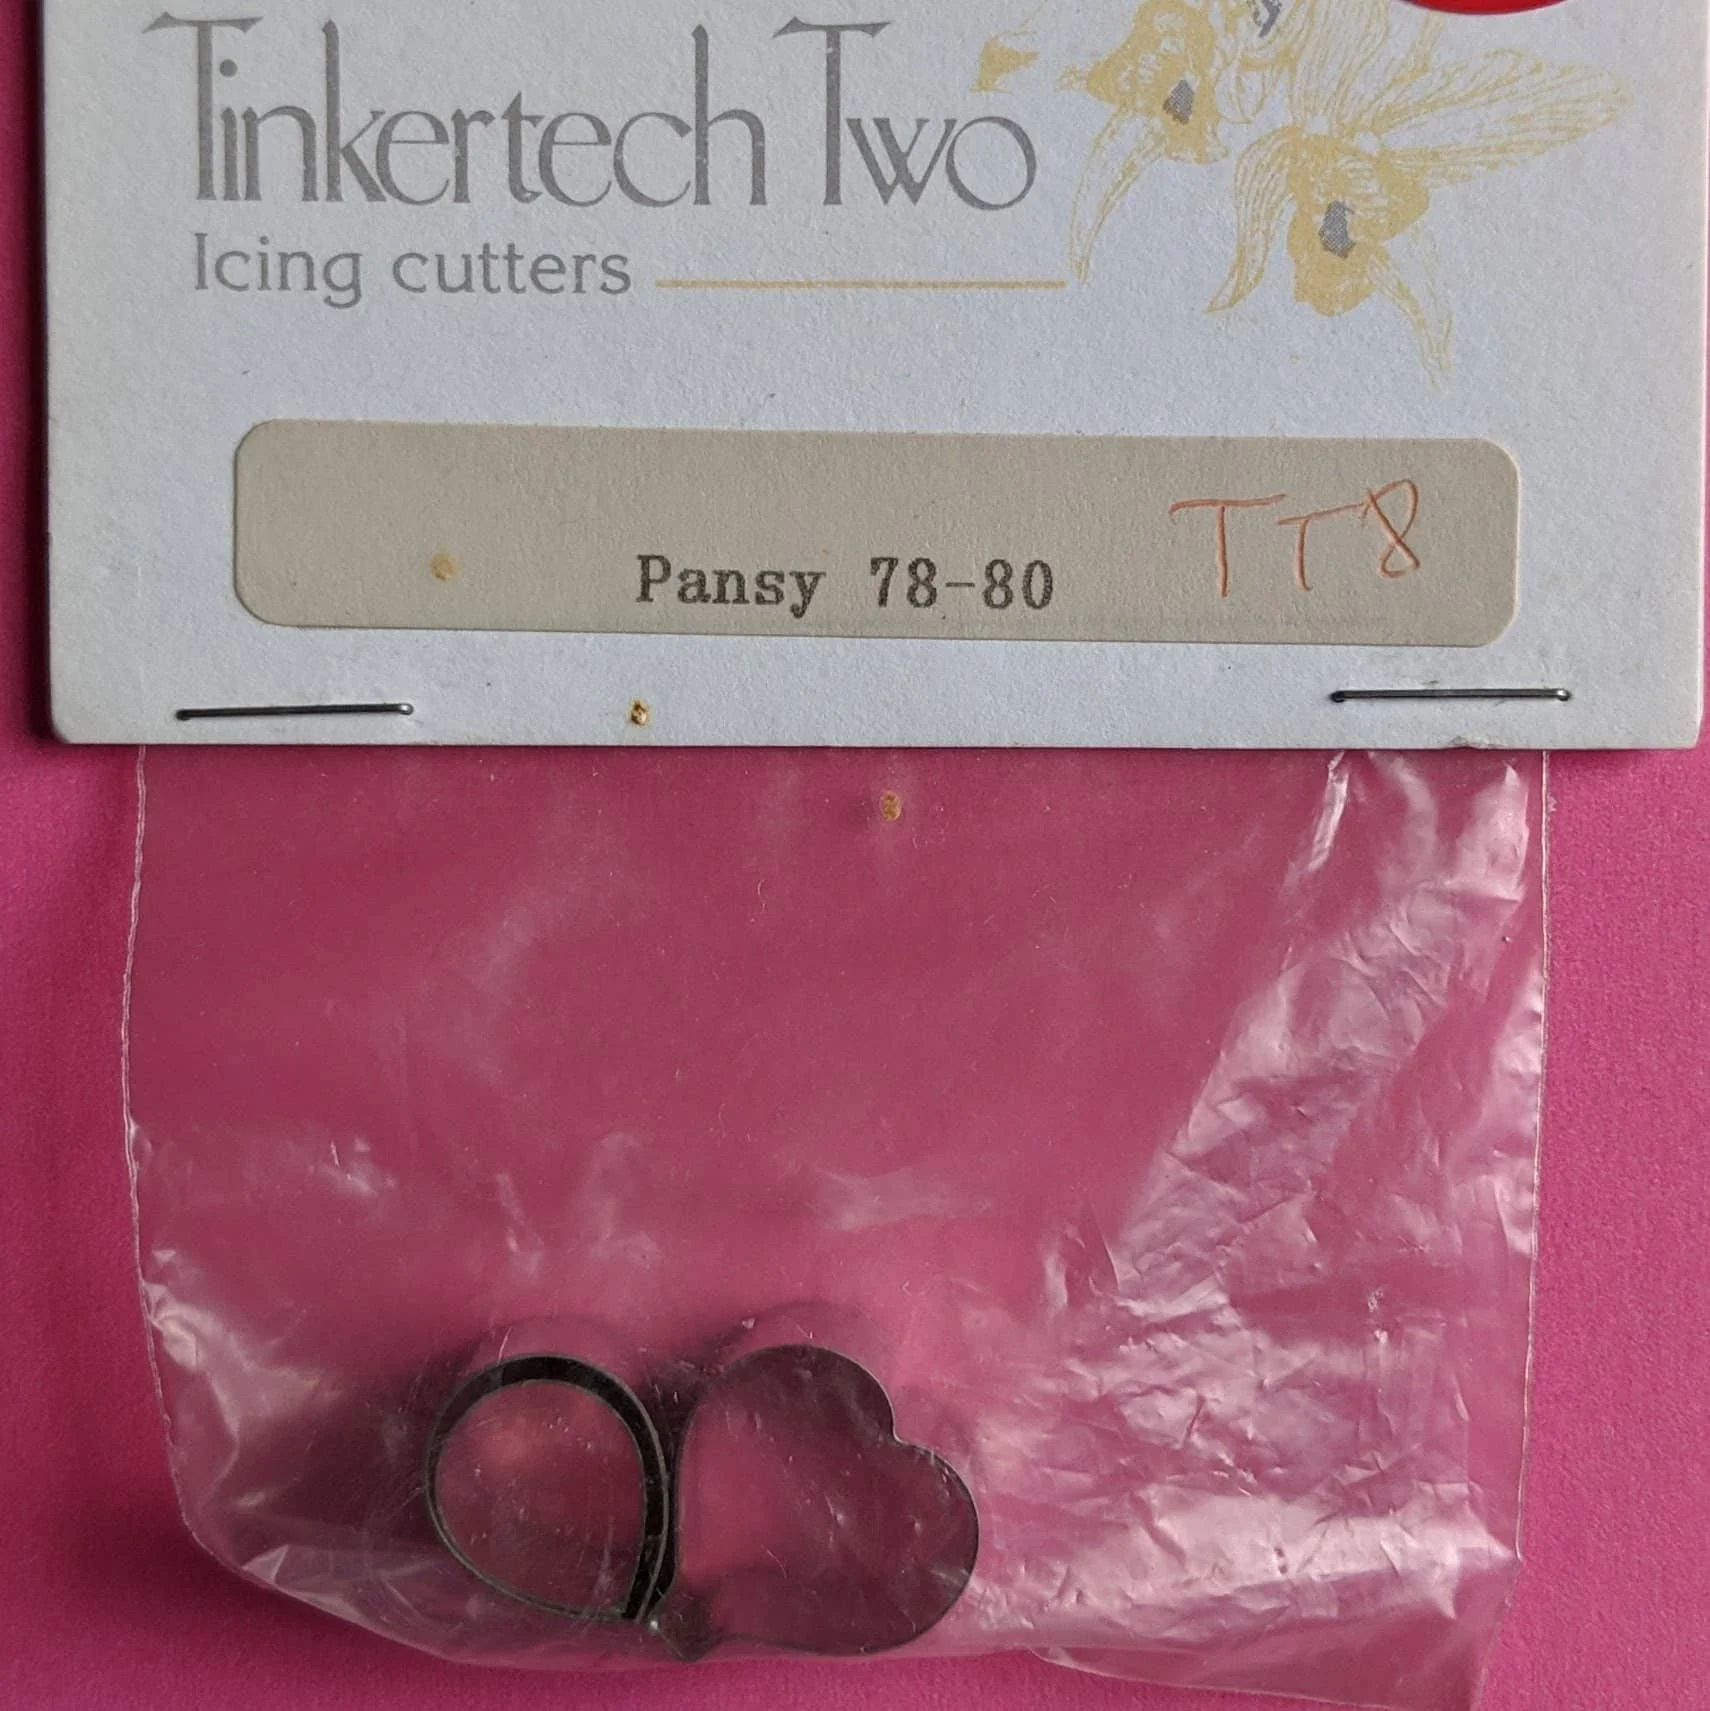 Tinkertech Two
Icing cutters
Pansy 78-80 TT8